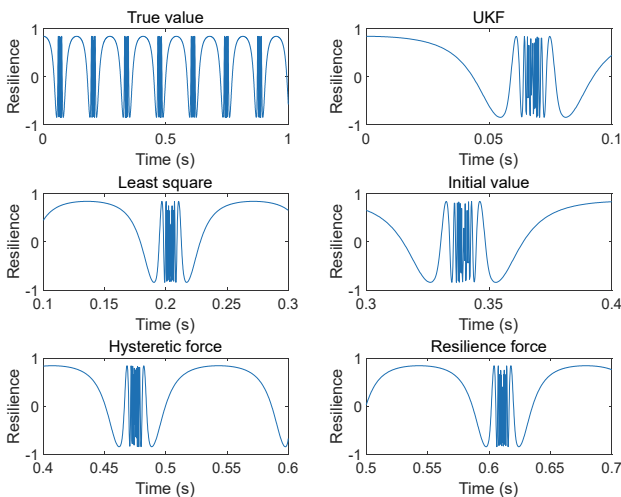 True value
UKF
Resilience
1
0
-1
0
0.5
1
Time (s)
Resilience
1
0
-1
0
0.05
0.1
Time (s)
Least square
Initial value
Resilience
1
0
-1
0.1
0.15
0.2
0.25
0.3
Time (s)
Resilience
1
0
-1
0.3
0.35
0.4
Time (s)
Hysteretic force
Resilience force
Resilience
1
0
-1
0.4
0.45
0.5
0.55
0.6
Time (s)
Resilience
1
0
-1
0.5
0.55
0.6
0.65
0.7
Time (s)